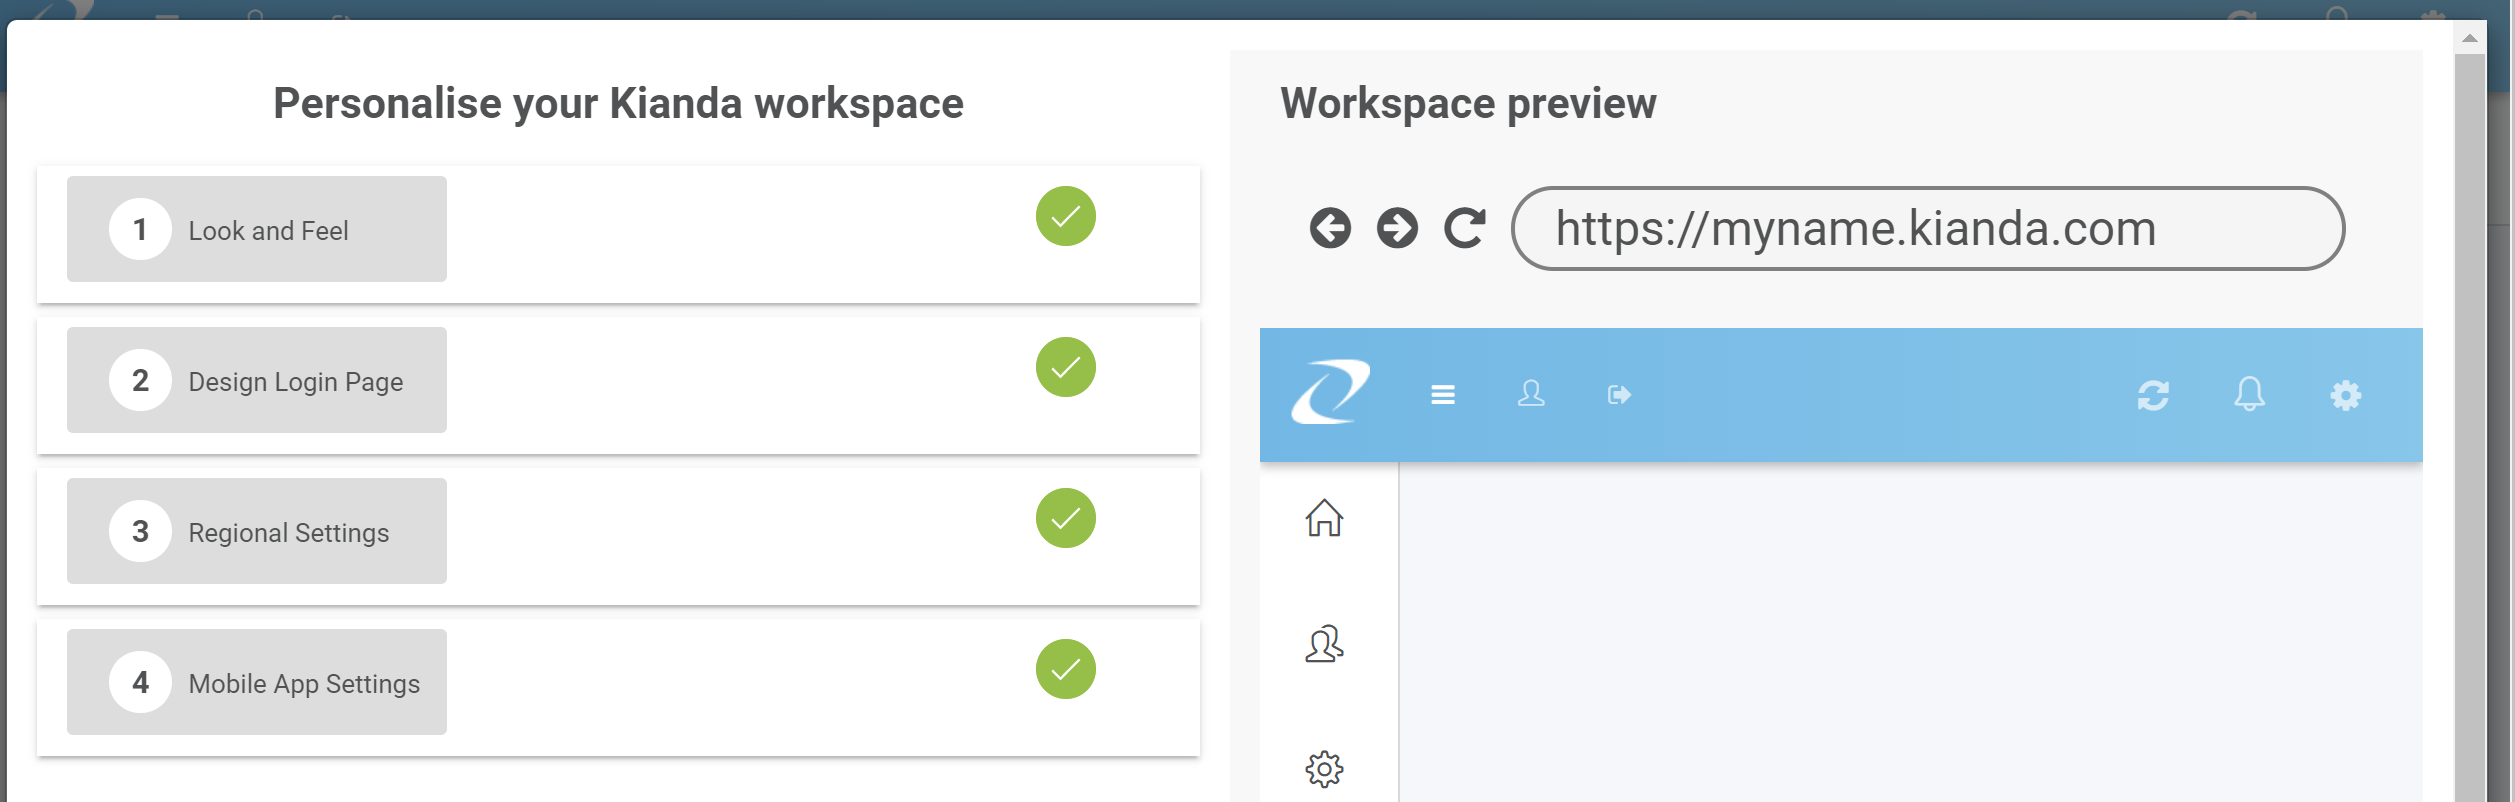 Personalise your Kianda workspace
1 Look and Feel
2 Design Login Page
3 Regional Settings
4 Mobile App Settings
Workspace preview
https://myname.kianda.com